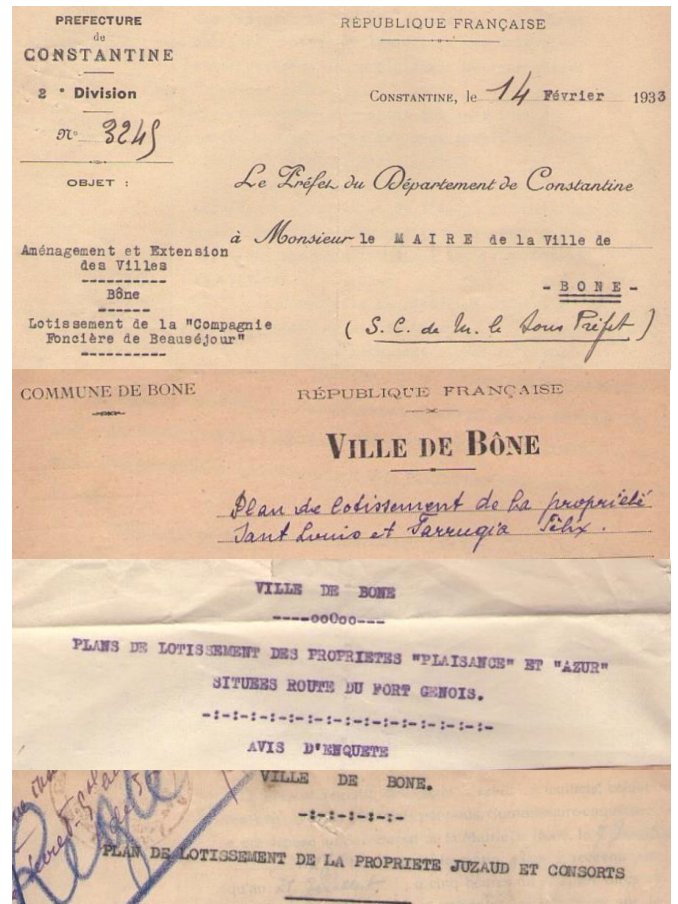 PREFECTURE
du
CONSTANTINE
2ᵉ Division
Nº 3245
OBJET :
Aménagement et Extension
des Villes
----------
Bône
------
Lotissement de la "Compagnie
Foncière de Beauséjour"
----------
RÉPUBLIQUE FRANÇAISE
CONSTANTINE, le 14 Février 1933
Le Préfet du Département de Constantine
à Monsieur le MAIRE de la Ville de
- BONE -
(S. C. de M. le Sous Préfet)
COMMUNE DE BONE
RÉPUBLIQUE FRANÇAISE
VILLE DE BÔNE
Plan de lotissement de la propriété
Sant Louis et Farrugia Félix.
VILLE DE BONE
----ooOoo---
PLANS DE LOTISSEMENT DES PROPRIETES "PLAISANCE" ET "AZUR"
SITUEES ROUTE DU FORT GENOIS.
-:-:-:-:-:-:-:-:-:-:-:-:-:-:-
AVIS D'ENQUETE
VILLE DE BONE.
-:-:-:-:-:-
PLAN DE LOTISSEMENT DE LA PROPRIETE JUZAUD ET CONSORTS